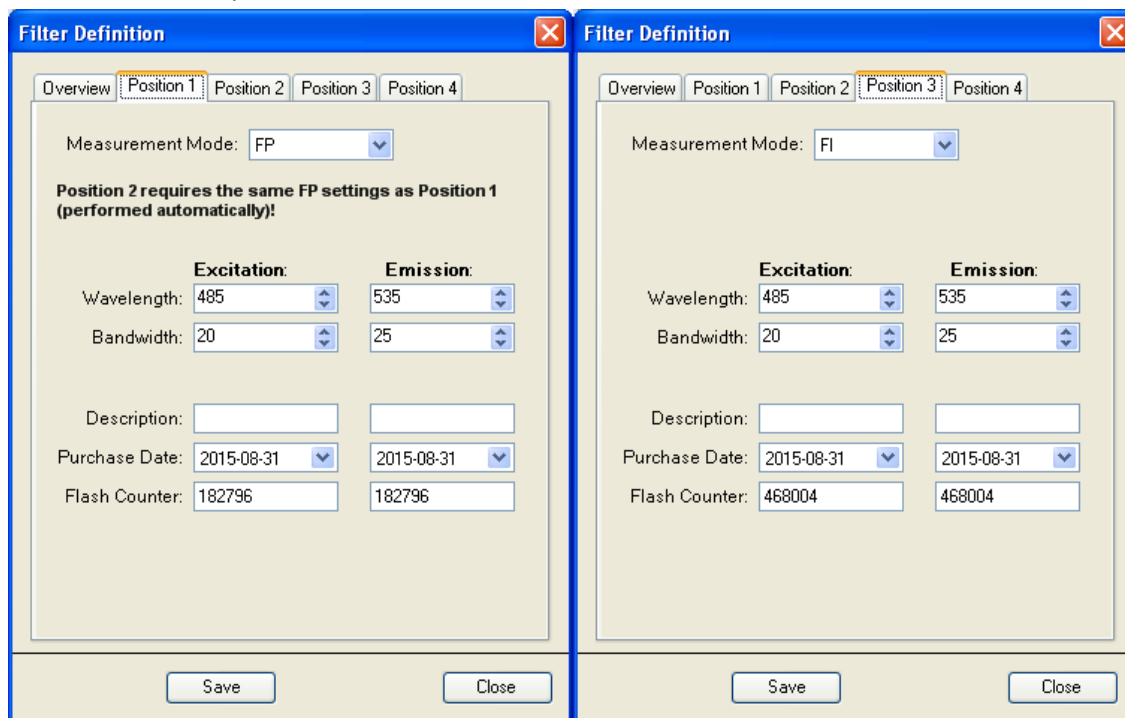 Filter Definition
Overview Position 1 Position 2 Position 3 Position 4
Measurement Mode: FP
Position 2 requires the same FP settings as Position 1
(performed automatically)!
Excitation: Emission:
Wavelength: 485 535
Bandwidth: 20 25
Description:
Purchase Date: 2015-08-31 2015-08-31
Flash Counter: 182796 182796
Save Close
Filter Definition
Overview Position 1 Position 2 Position 3 Position 4
Measurement Mode: FI
Excitation: Emission:
Wavelength: 485 535
Bandwidth: 20 25
Description:
Purchase Date: 2015-08-31 2015-08-31
Flash Counter: 468004 468004
Save Close